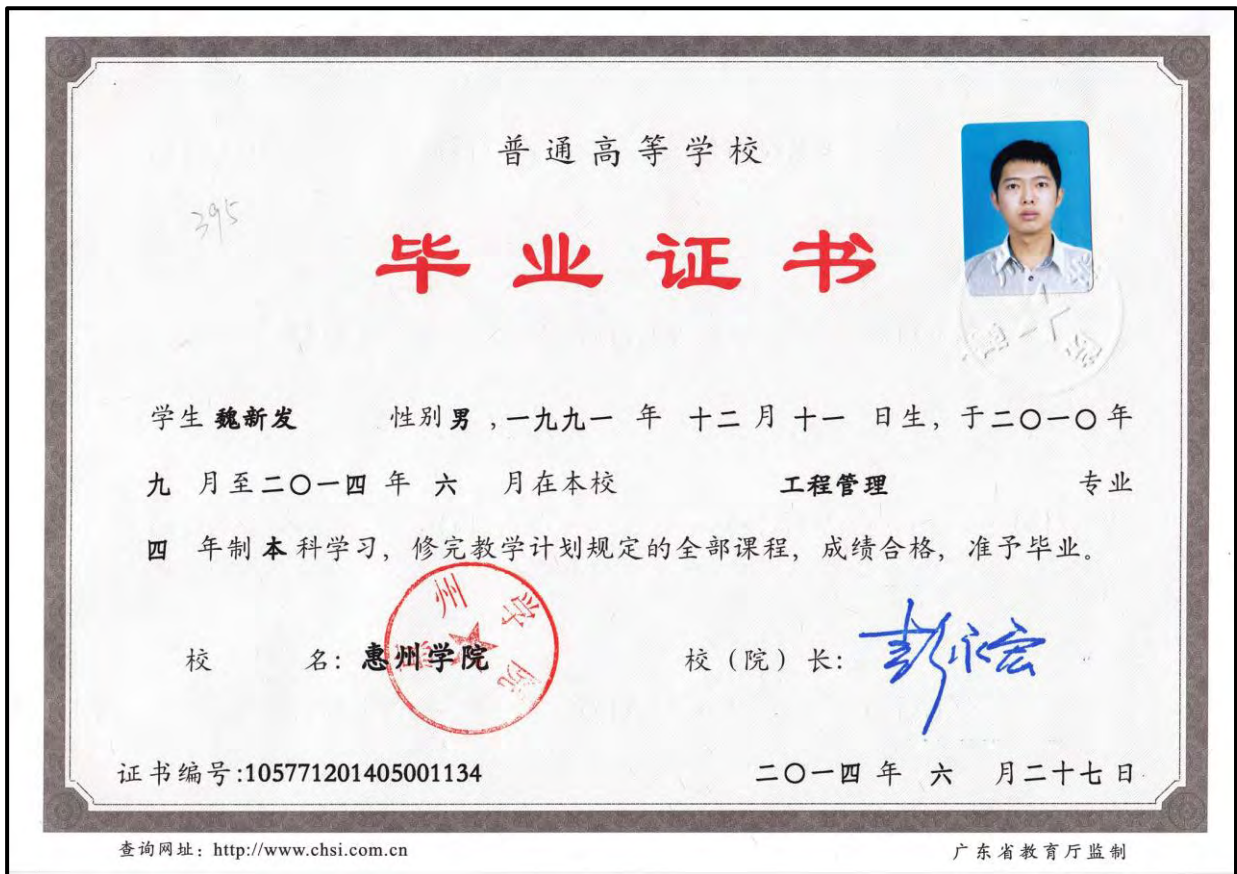 普通高等学校
395
毕业证书
学生 魏新发 性别 男 , 一九九一 年 十二 月 十一 日生, 于二〇一〇年
九 月至二〇一四 年 六 月在本校 工程管理 专业
四 年制 本 科学习, 修完教学计划规定的全部课程, 成绩合格, 准予毕业。
校 名: 惠州学院
校(院)长: 彭永宏
证书编号:105771201405001134
二〇一四 年 六 月二十七日
查询网址: http://www.chsi.com.cn
广东省教育厅监制